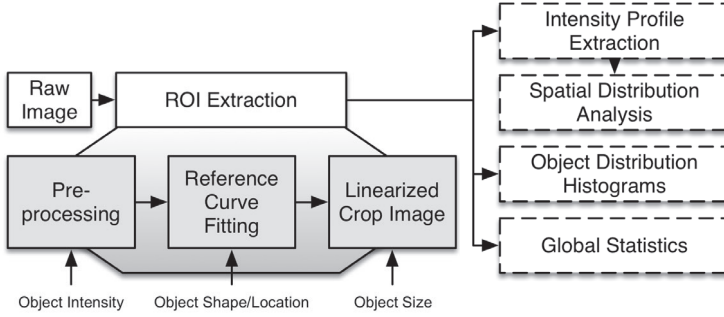 Raw
Image
ROI Extraction
Intensity Profile
Extraction
Spatial Distribution
Analysis
Object Distribution
Histograms
Global Statistics
Pre-
processing
Reference
Curve
Fitting
Linearized
Crop Image
Object Intensity
Object Shape/Location
Object Size